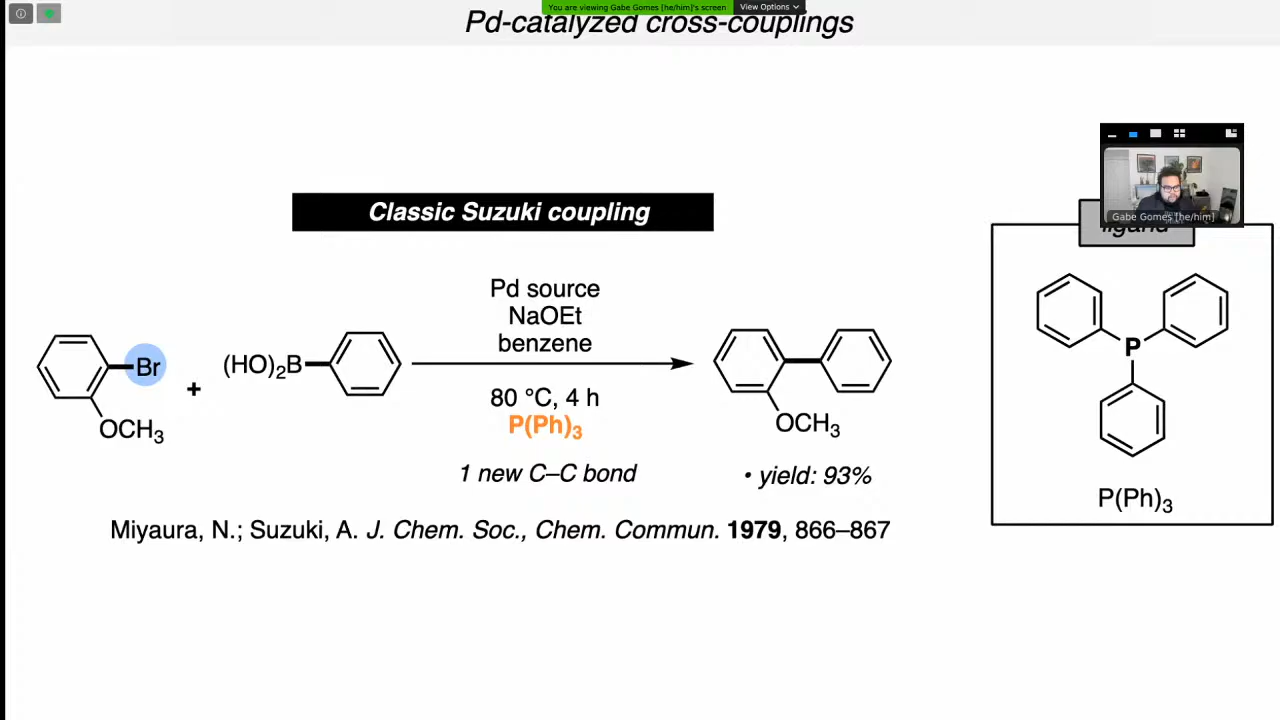 You are viewing Gabe Gomes [he/him]'s screen
View Options
Pd-catalyzed cross-couplings
Gabe Gomes [he/him]
Classic Suzuki coupling
ligand
Pd source
NaOEt
benzene
Br
+
(HO)₂B
OCH₃
80 °C, 4 h
P(Ph)₃
1 new C–C bond
OCH₃
• yield: 93%
P
P(Ph)₃
Miyaura, N.; Suzuki, A. J. Chem. Soc., Chem. Commun. 1979, 866–867